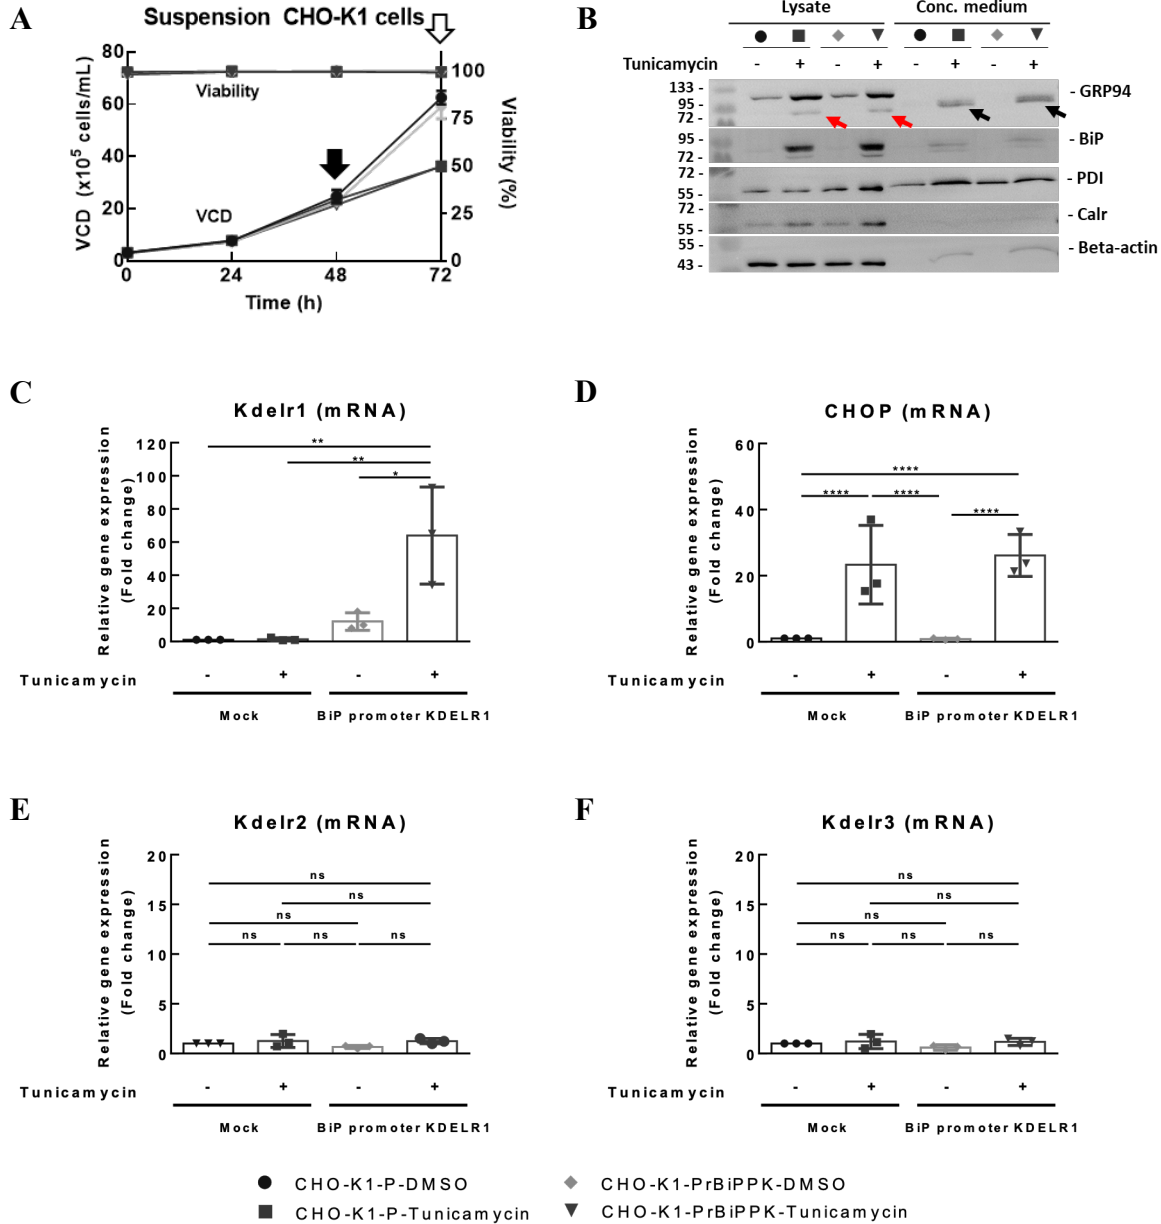 A
Suspension CHO-K1 cells
VCD (x10⁵ cells/mL)
80
60
40
20
0
Viability
VCD
100
75
50
25
0
Viability (%)
0 24 48 72
Time (h)
B
Lysate Conc. medium
Tunicamycin - + - + - + - +
133 -
95 -
72 -
- GRP94
95 -
72 -
- BiP
72 -
55 -
- PDI
72 -
55 -
- Calr
55 -
43 -
- Beta-actin
C
Kdelr1 (mRNA)
Relative gene expression
(Fold change)
120
100
80
60
40
20
0
**
**
*
Tunicamycin - + - +
Mock BiP promoter KDELR1
D
CHOP (mRNA)
Relative gene expression
(Fold change)
60
40
20
0
****
**** ****
****
Tunicamycin - + - +
Mock BiP promoter KDELR1
E
Kdelr2 (mRNA)
Relative gene expression
(Fold change)
20
15
10
5
0
ns
ns
ns
ns ns ns
Tunicamycin - + - +
Mock BiP promoter KDELR1
F
Kdelr3 (mRNA)
Relative gene expression
(Fold change)
20
15
10
5
0
ns
ns
ns
ns ns ns
Tunicamycin - + - +
Mock BiP promoter KDELR1
CHO-K1-P-DMSO CHO-K1-PrBiPPK-DMSO
CHO-K1-P-Tunicamycin CHO-K1-PrBiPPK-Tunicamycin